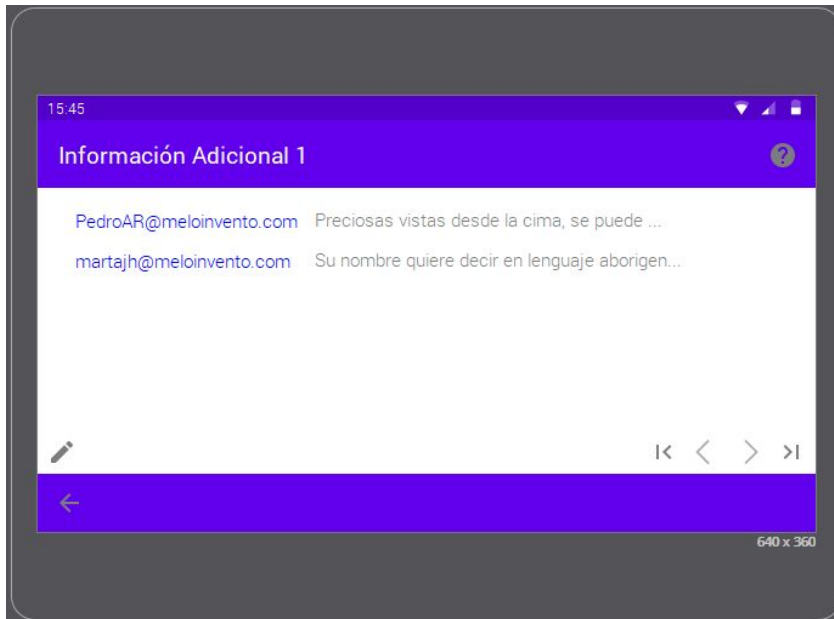 15:45
Información Adicional 1
PedroAR@meloinvento.com Preciosas vistas desde la cima, se puede ...
martajh@meloinvento.com Su nombre quiere decir en lenguaje aborigen...
640 x 360